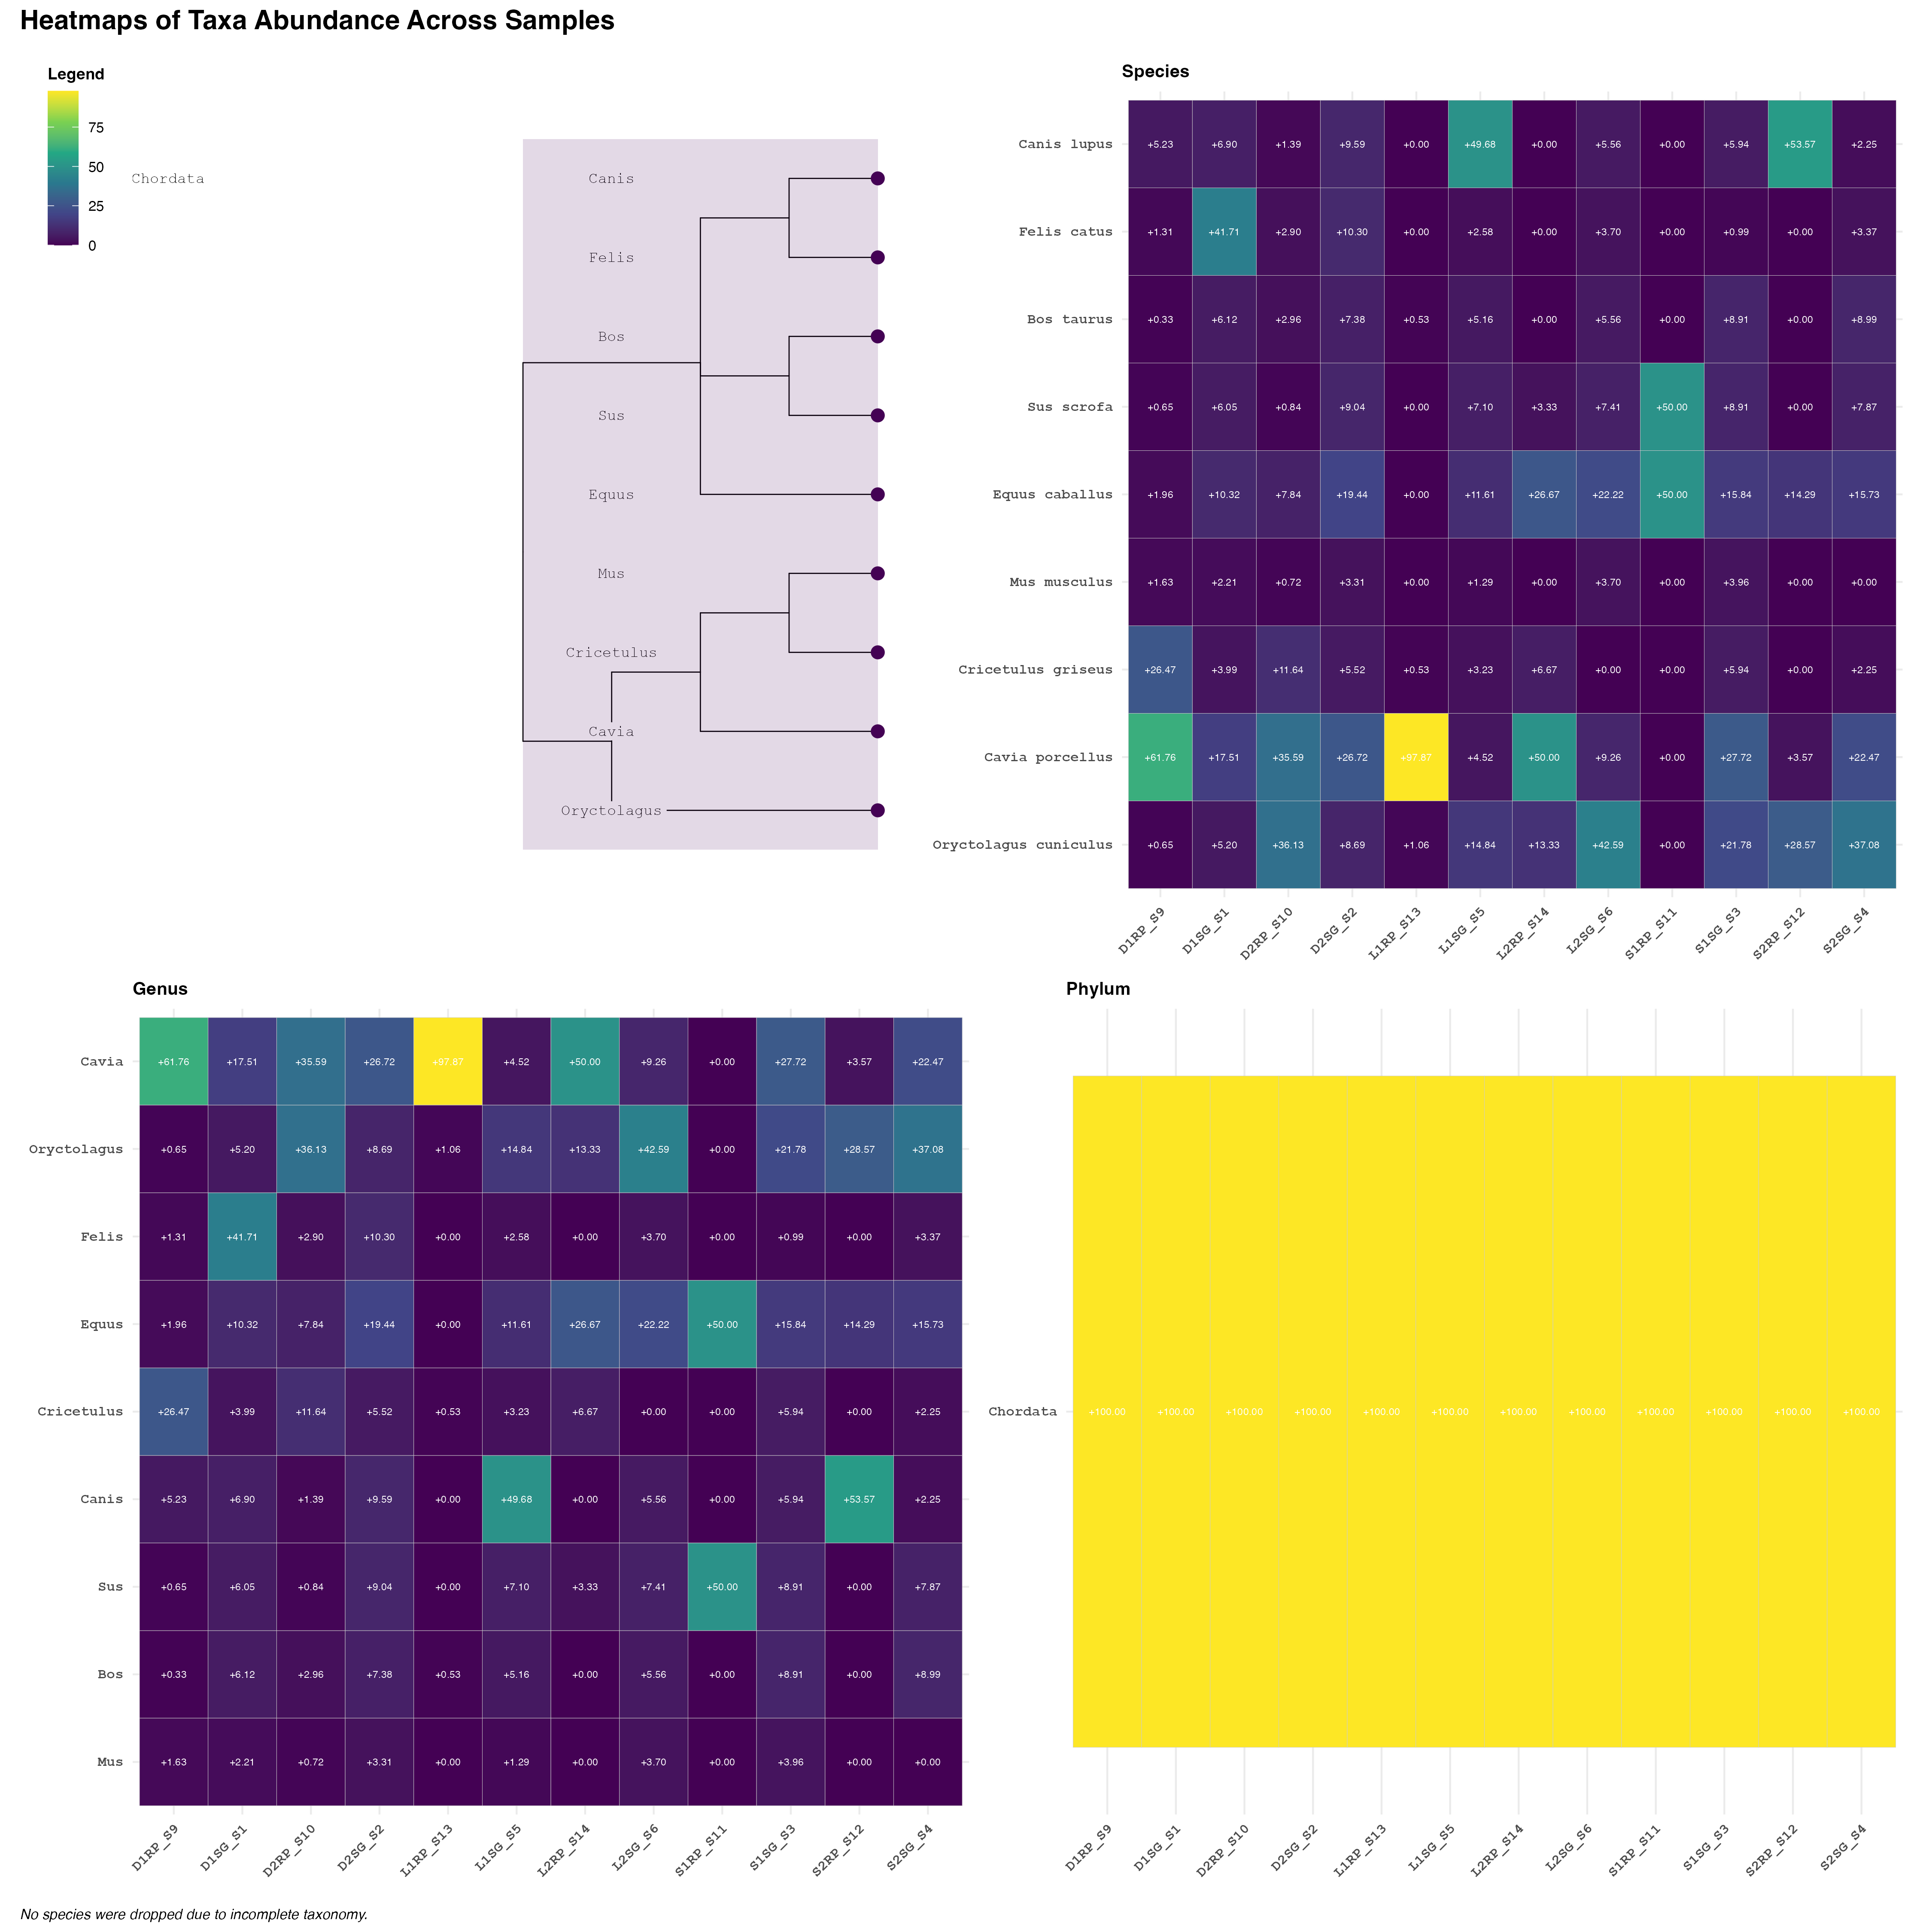 Heatmaps of Taxa Abundance Across Samples
Legend
75
50
25
0
Chordata
Canis
Felis
Bos
Sus
Equus
Mus
Cricetulus
Cavia
Oryctolagus
Species
Canis lupus +5.23 +6.90 +1.39 +9.59 +0.00 +49.68 +0.00 +5.56 +0.00 +5.94 +53.57 +2.25
Felis catus +1.31 +41.71 +2.90 +10.30 +0.00 +2.58 +0.00 +3.70 +0.00 +0.99 +0.00 +3.37
Bos taurus +0.33 +6.12 +2.96 +7.38 +0.53 +5.16 +0.00 +5.56 +0.00 +8.91 +0.00 +8.99
Sus scrofa +0.65 +6.05 +0.84 +9.04 +0.00 +7.10 +3.33 +7.41 +50.00 +8.91 +0.00 +7.87
Equus caballus +1.96 +10.32 +7.84 +19.44 +0.00 +11.61 +26.67 +22.22 +50.00 +15.84 +14.29 +15.73
Mus musculus +1.63 +2.21 +0.72 +3.31 +0.00 +1.29 +0.00 +3.70 +0.00 +3.96 +0.00 +0.00
Cricetulus griseus +26.47 +3.99 +11.64 +5.52 +0.53 +3.23 +6.67 +0.00 +0.00 +5.94 +0.00 +2.25
Cavia porcellus +61.76 +17.51 +35.59 +26.72 +97.87 +4.52 +50.00 +9.26 +0.00 +27.72 +3.57 +22.47
Oryctolagus cuniculus +0.65 +5.20 +36.13 +8.69 +1.06 +14.84 +13.33 +42.59 +0.00 +21.78 +28.57 +37.08
D1RP_S9 D1SG_S1 D2RP_S10 D2SG_S2 L1RP_S13 L1SG_S5 L2RP_S14 L2SG_S6 S1RP_S11 S1SG_S3 S2RP_S12 S2SG_S4
Genus
Cavia +61.76 +17.51 +35.59 +26.72 +97.87 +4.52 +50.00 +9.26 +0.00 +27.72 +3.57 +22.47
Oryctolagus +0.65 +5.20 +36.13 +8.69 +1.06 +14.84 +13.33 +42.59 +0.00 +21.78 +28.57 +37.08
Felis +1.31 +41.71 +2.90 +10.30 +0.00 +2.58 +0.00 +3.70 +0.00 +0.99 +0.00 +3.37
Equus +1.96 +10.32 +7.84 +19.44 +0.00 +11.61 +26.67 +22.22 +50.00 +15.84 +14.29 +15.73
Cricetulus +26.47 +3.99 +11.64 +5.52 +0.53 +3.23 +6.67 +0.00 +0.00 +5.94 +0.00 +2.25
Canis +5.23 +6.90 +1.39 +9.59 +0.00 +49.68 +0.00 +5.56 +0.00 +5.94 +53.57 +2.25
Sus +0.65 +6.05 +0.84 +9.04 +0.00 +7.10 +3.33 +7.41 +50.00 +8.91 +0.00 +7.87
Bos +0.33 +6.12 +2.96 +7.38 +0.53 +5.16 +0.00 +5.56 +0.00 +8.91 +0.00 +8.99
Mus +1.63 +2.21 +0.72 +3.31 +0.00 +1.29 +0.00 +3.70 +0.00 +3.96 +0.00 +0.00
D1RP_S9 D1SG_S1 D2RP_S10 D2SG_S2 L1RP_S13 L1SG_S5 L2RP_S14 L2SG_S6 S1RP_S11 S1SG_S3 S2RP_S12 S2SG_S4
Phylum
Chordata +100.00 +100.00 +100.00 +100.00 +100.00 +100.00 +100.00 +100.00 +100.00 +100.00 +100.00 +100.00
D1RP_S9 D1SG_S1 D2RP_S10 D2SG_S2 L1RP_S13 L1SG_S5 L2RP_S14 L2SG_S6 S1RP_S11 S1SG_S3 S2RP_S12 S2SG_S4
No species were dropped due to incomplete taxonomy.